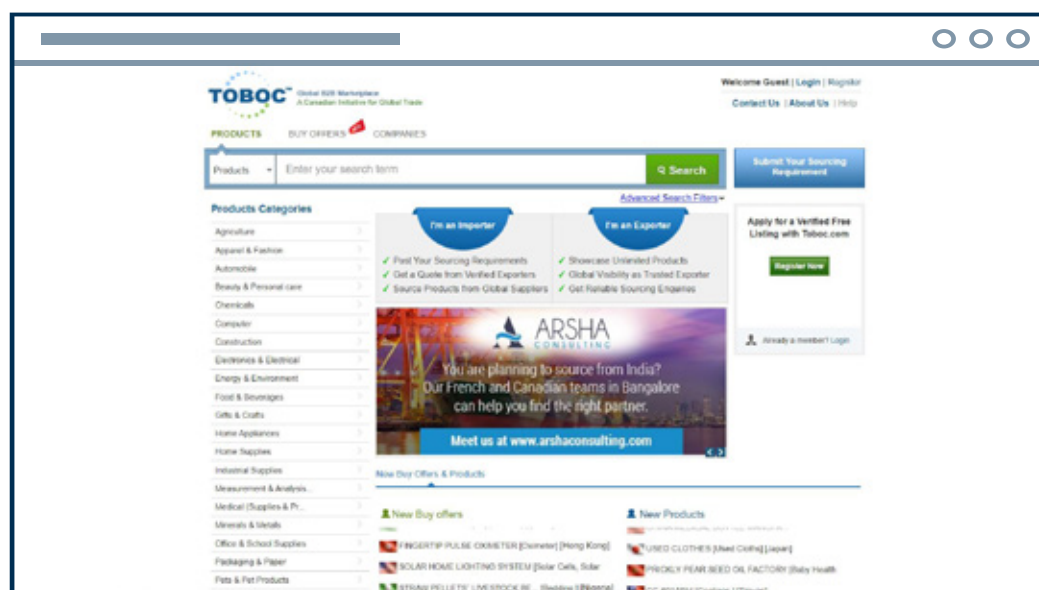 Welcome Guest | Login | Register
TOBOC™ Global B2B Marketplace
A Canadian Initiative for Global Trade
Contact Us | About Us | Help
PRODUCTS BUY OFFERS COMPANIES
Products Enter your search term Search
Submit Your Sourcing
Requirement
Advanced Search Filters
Products Categories
Agriculture
Apparel & Fashion
Automobile
Beauty & Personal care
Chemicals
Computer
Construction
Electronics & Electrical
Energy & Environment
Food & Beverages
Gifts & Crafts
Home Appliances
Home Supplies
Industrial Supplies
Measurement & Analysis...
Medical (Supplies & Pr...
Minerals & Metals
Office & School Supplies
Packaging & Paper
Pets & Pet Products
I'm an Importer
✓ Post Your Sourcing Requirements
✓ Get a Quote from Verified Exporters
✓ Source Products from Global Suppliers
I'm an Exporter
✓ Showcase Unlimited Products
✓ Global Visibility as Trusted Exporter
✓ Get Reliable Sourcing Enquiries
Apply for a Verified Free
Listing with Toboc.com
Register Now
Already a member? Login
ARSHA
CONSULTING
You are planning to source from India?
Our French and Canadian teams in Bangalore
can help you find the right partner.
Meet us at www.arshaconsulting.com
New Buy Offers & Products
New Buy offers
FINGERTIP PULSE OXIMETER [Oximeter] [Hong Kong]
SOLAR HOME LIGHTING SYSTEM [Solar Cells, Solar
STRAW PELLETS' LIVESTOCK BE... [Bedding] [Nigeria]
New Products
USED CLOTHES [Used Cloths] [Japan]
PRICKLY PEAR SEED OIL FACTORY [Baby Health